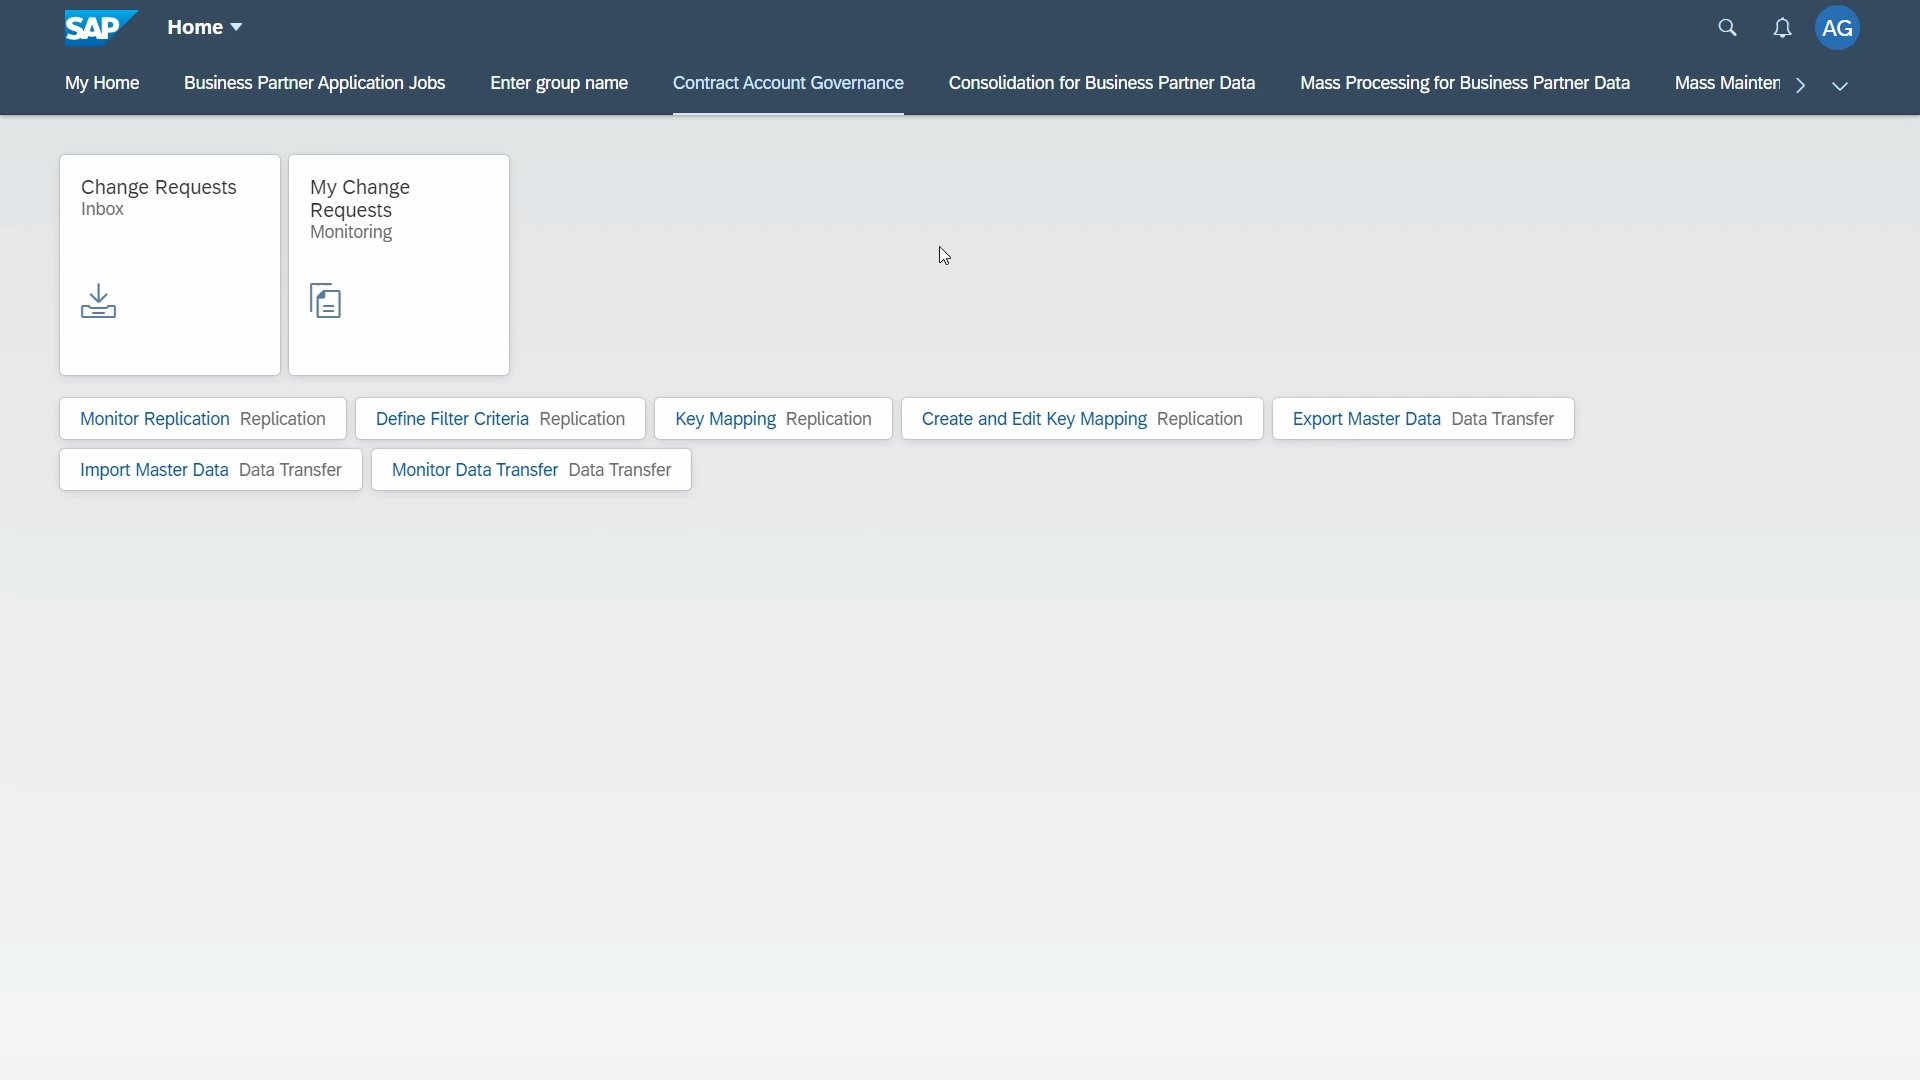 SAP Home AG
My Home Business Partner Application Jobs Enter group name Contract Account Governance Consolidation for Business Partner Data Mass Processing for Business Partner Data Mass Mainten
Change Requests
Inbox
My Change
Requests
Monitoring
Monitor Replication Replication Define Filter Criteria Replication Key Mapping Replication Create and Edit Key Mapping Replication Export Master Data Data Transfer
Import Master Data Data Transfer Monitor Data Transfer Data Transfer